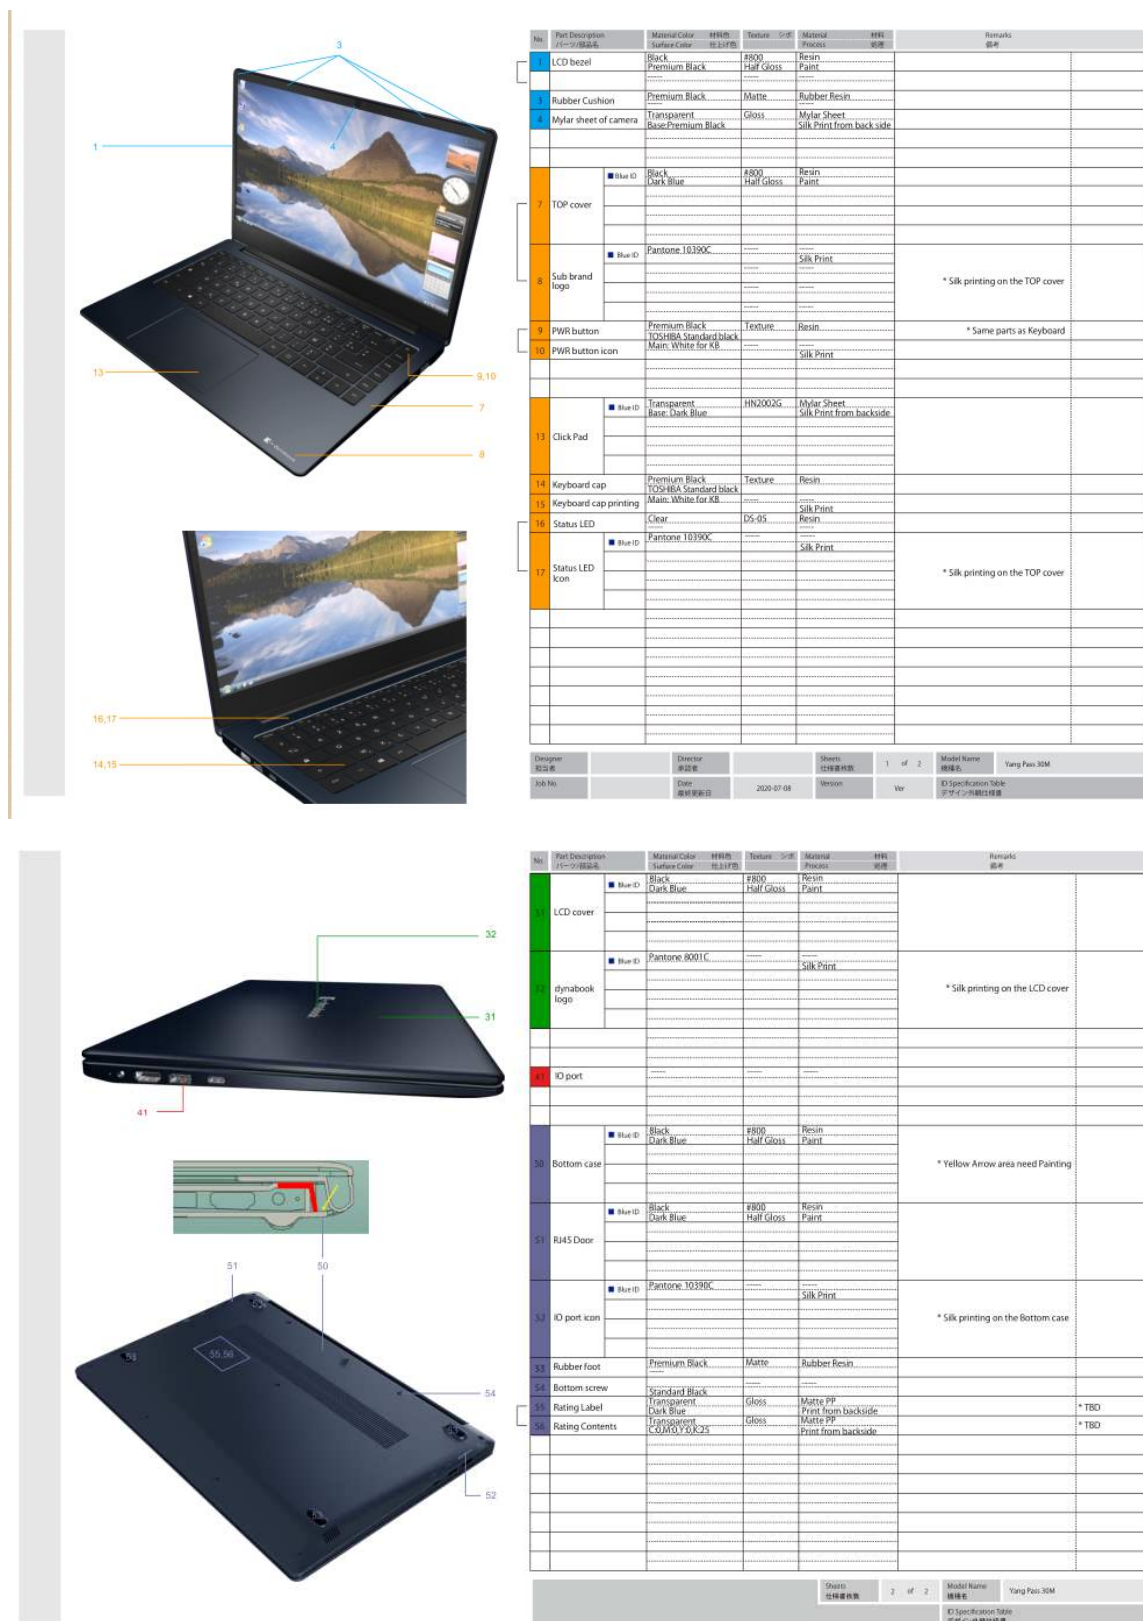 3
1
4
13
9,10
7
8
16,17
14,15
No.
Part Description
パーツ/部品名
Material Color 材料色
Surface Color 仕上げ色
Texture シボ
Material 材料
Process 処理
Remarks
備考
1 LCD bezel Black #800 Resin
Premium Black Half Gloss Paint
3 Rubber Cushion Premium Black Matte Rubber Resin
4 Mylar sheet of camera Transparent Gloss Mylar Sheet
Base:Premium Black Silk Print from back side
7 TOP cover Blue ID Black #800 Resin
Dark Blue Half Gloss Paint
8 Sub brand logo Blue ID Pantone 10390C ------ ------
Silk Print
* Silk printing on the TOP cover
9 PWR button Premium Black Texture Resin * Same parts as Keyboard
TOSHIBA Standard black
10 PWR button icon Main: White for KB ------ ------
Silk Print
13 Click Pad Blue ID Transparent HN2002G Mylar Sheet
Base: Dark Blue Silk Print from backside
14 Keyboard cap Premium Black Texture Resin
TOSHIBA Standard black
15 Keyboard cap printing Main: White for KB ------ ------
Silk Print
16 Status LED Clear DS-05 Resin
17 Status LED Icon Blue ID Pantone 10390C ------ ------
Silk Print
* Silk printing on the TOP cover
Designer
担当者
Director
承認者
Sheets
仕様書枚数
1 of 2
Model Name
機種名
Yang Pass 30M
Job No
Date
最終更新日
2020-07-08
Version
Ver
ID Specification Table
デザイン外観仕様書
32
31
41
51
50
53
55,56
54
52
No.
Part Description
パーツ/部品名
Material Color 材料色
Surface Color 仕上げ色
Texture シボ
Material 材料
Process 処理
Remarks
備考
31 LCD cover Blue ID Black #800 Resin
Dark Blue Half Gloss Paint
32 dynabook logo Blue ID Pantone 8001C ------ ------
Silk Print
* Silk printing on the LCD cover
41 IO port ------ ------ ------
50 Bottom case Blue ID Black #800 Resin
Dark Blue Half Gloss Paint
* Yellow Arrow area need Painting
51 RJ45 Door Blue ID Black #800 Resin
Dark Blue Half Gloss Paint
52 IO port icon Blue ID Pantone 10390C ------ ------
Silk Print
* Silk printing on the Bottom case
53 Rubber foot Premium Black Matte Rubber Resin
54 Bottom screw ------ ------
Standard Black
55 Rating Label Transparent Gloss Matte PP * TBD
Dark Blue Print from backside
56 Rating Contents Transparent Gloss Matte PP * TBD
C:0,M:0,Y:0,K:25 Print from backside
Sheets
仕様書枚数
2 of 2
Model Name
機種名
Yang Pass 30M
ID Specification Table
デザイン外観仕様書